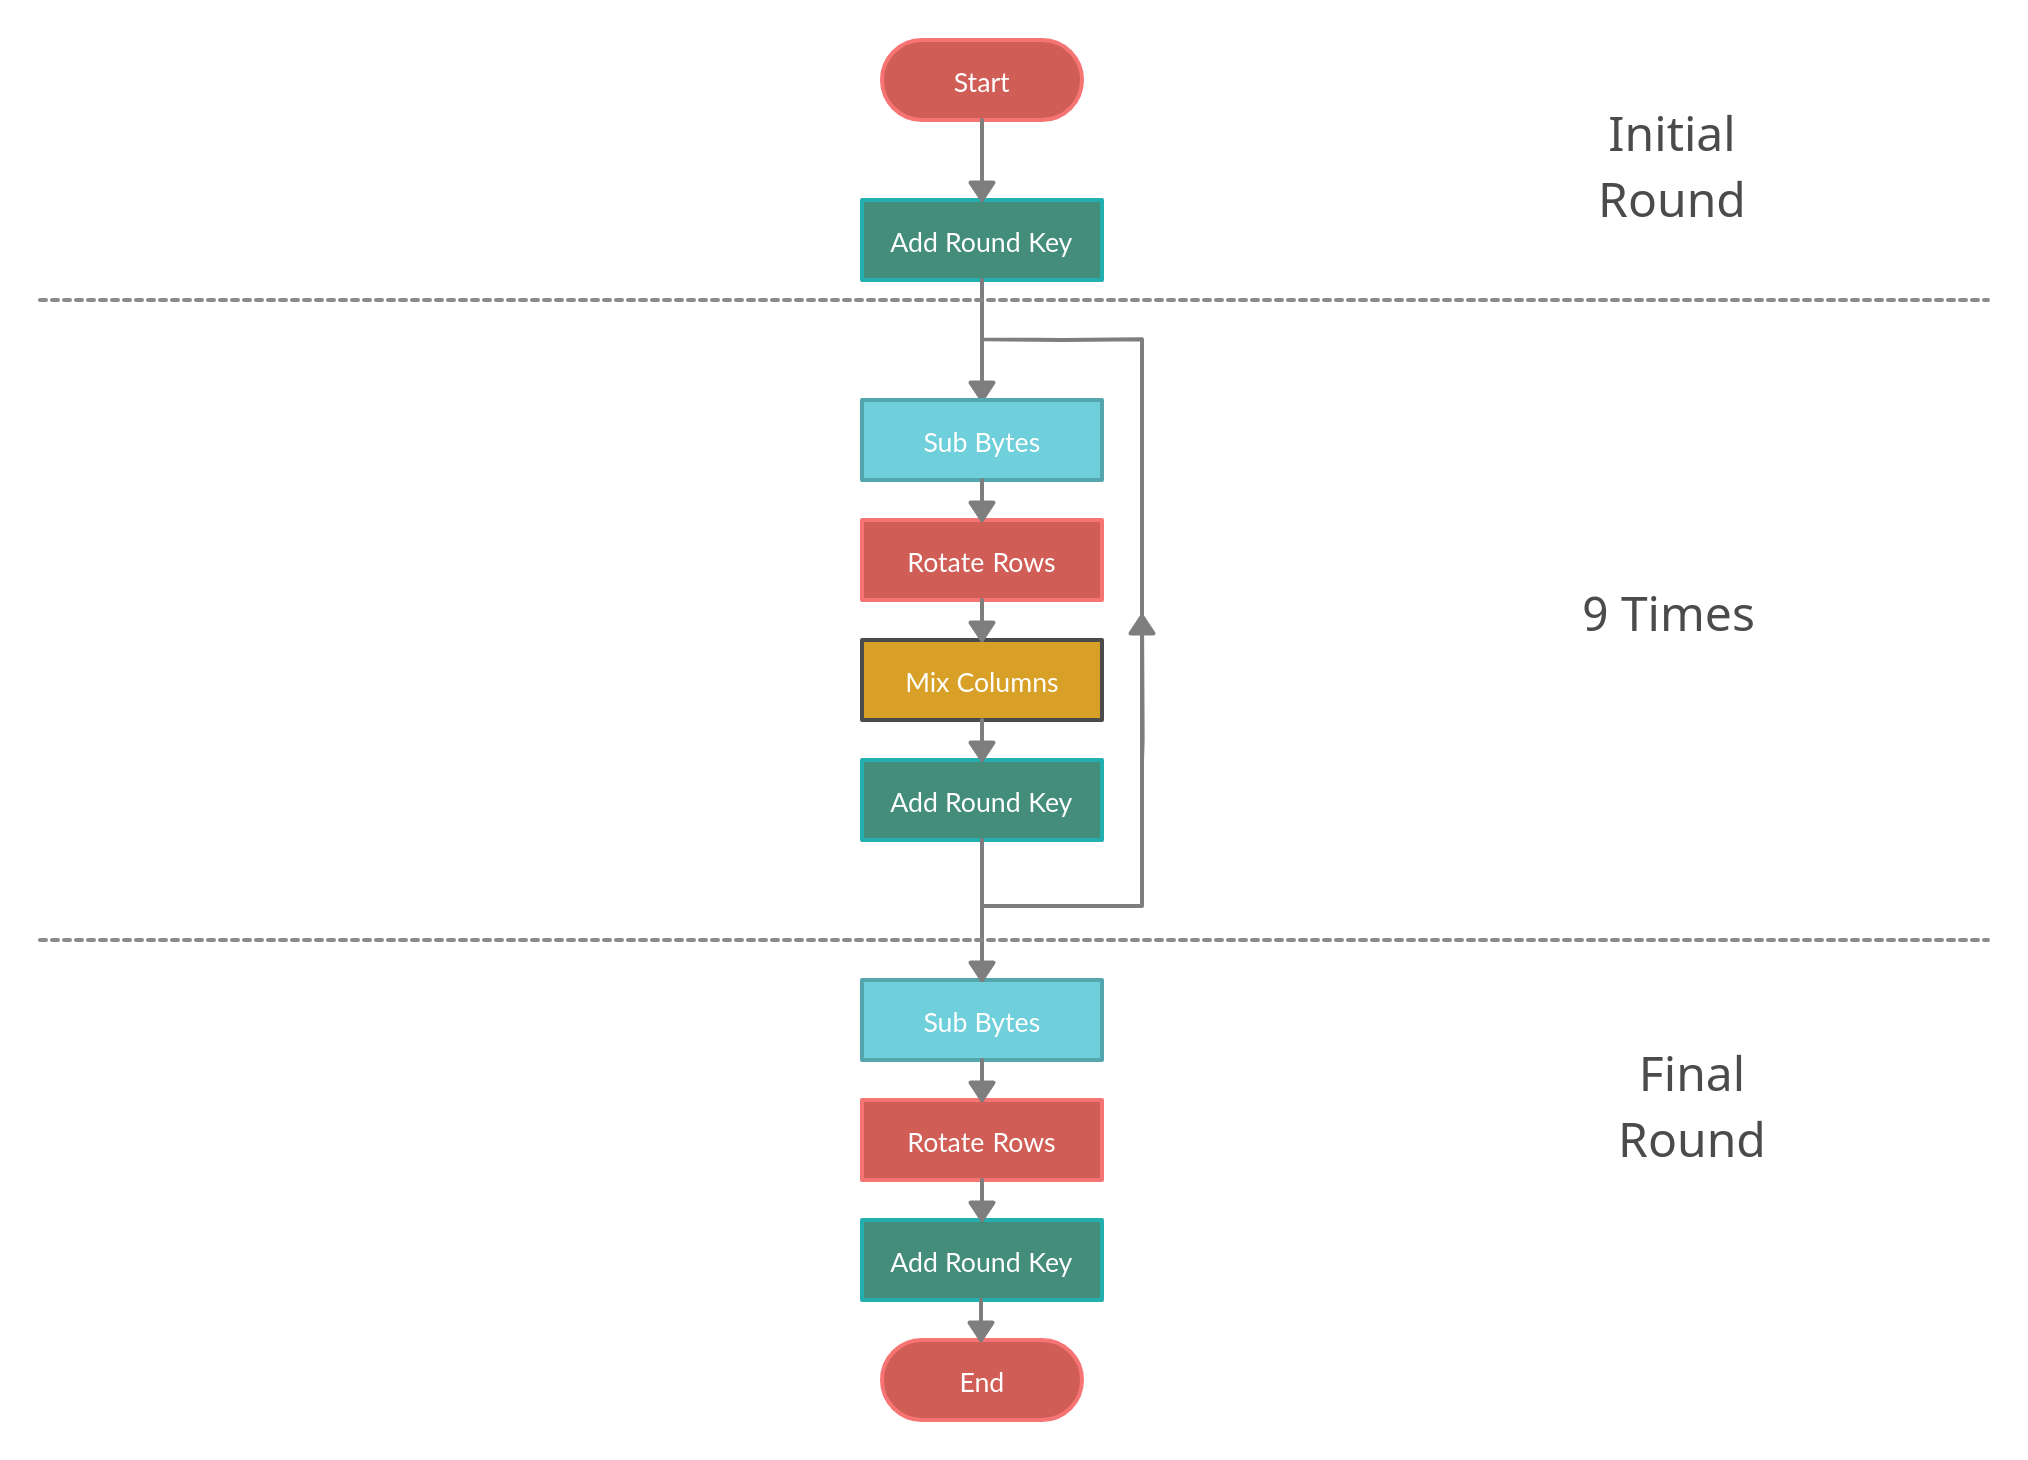 Start
Initial
Round
Add Round Key
Sub Bytes
Rotate Rows
9 Times
Mix Columns
Add Round Key
Sub Bytes
Final
Round
Rotate Rows
Add Round Key
End